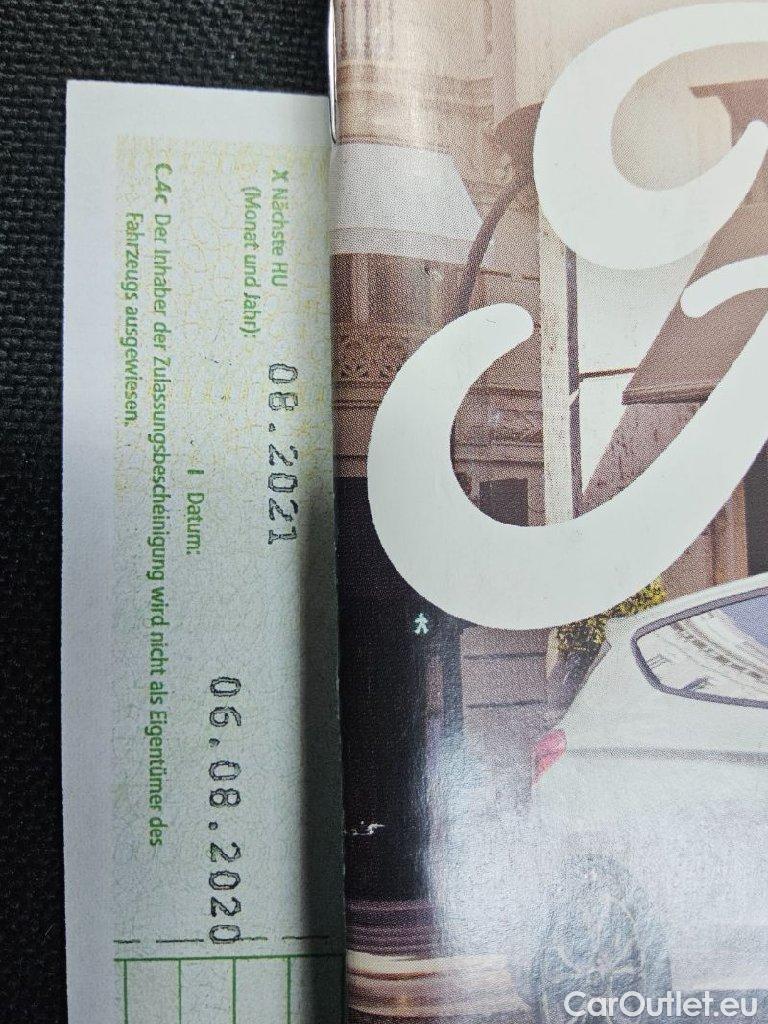 X Nächste HU
(Monat und Jahr):
08.2021
I Datum:
06.08.2020
C.4c Der Inhaber der Zulassungsbescheinigung wird nicht als Eigentümer des
Fahrzeugs ausgewiesen.
CarOutlet.eu